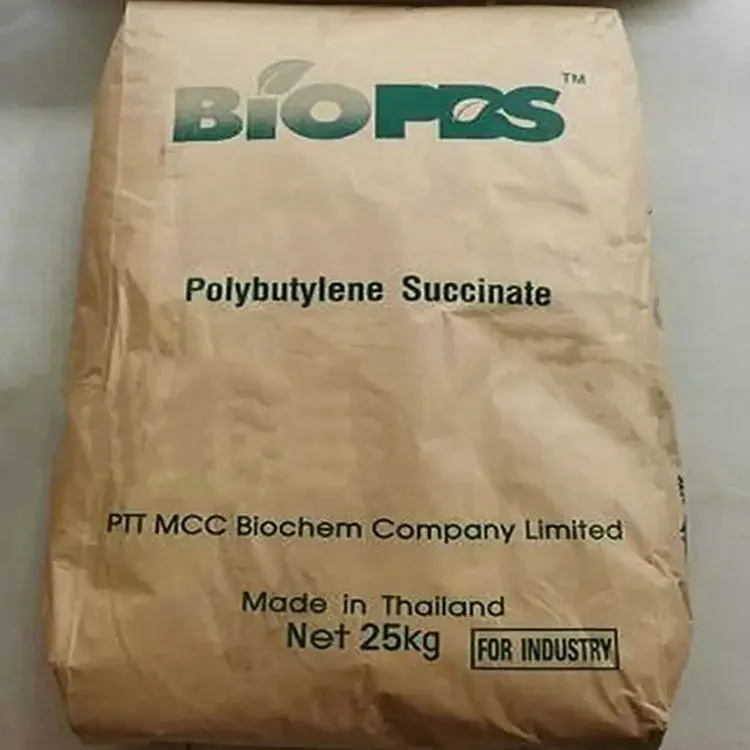 BIOPBS™
Polybutylene Succinate
PTT MCC Biochem Company Limited
Made in Thailand
Net 25kg
FOR INDUSTRY